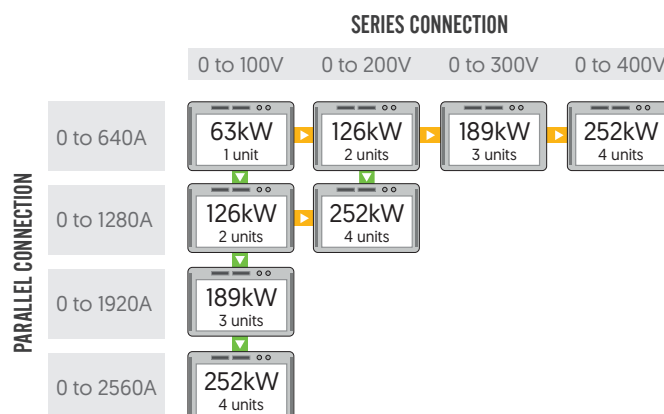 SERIES CONNECTION
0 to 100V 0 to 200V 0 to 300V 0 to 400V
PARALLEL CONNECTION
0 to 640A
63kW 126kW 189kW 252kW
1 unit 2 units 3 units 4 units
0 to 1280A
126kW 252kW
2 units 4 units
0 to 1920A
189kW
3 units
0 to 2560A
252kW
4 units